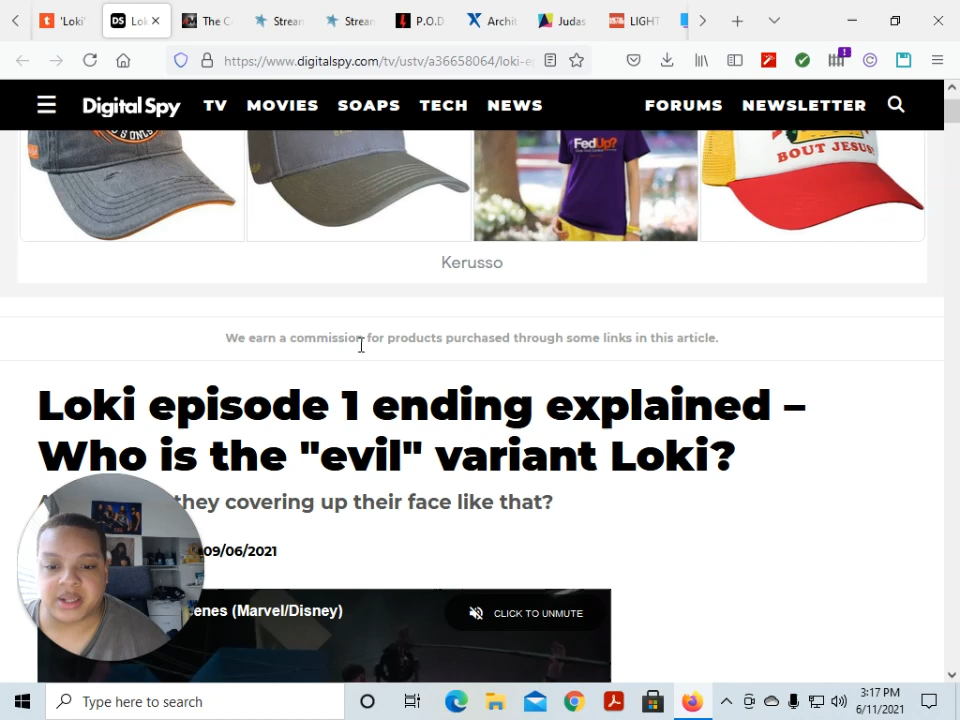 'Loki'
DS Lok
The C
Stream
Stream
P.O.D
Archit
Judas
LIGHT
https://www.digitalspy.com/tv/ustv/a36658064/loki-e
1
Digital Spy TV MOVIES SOAPS TECH NEWS FORUMS NEWSLETTER
FedUp?
BOUT JESUS!
Kerusso
We earn a commission for products purchased through some links in this article.
Loki episode 1 ending explained –
Who is the "evil" variant Loki?
they covering up their face like that?
09/06/2021
enes (Marvel/Disney)
CLICK TO UNMUTE
Type here to search
3:17 PM
6/11/2021